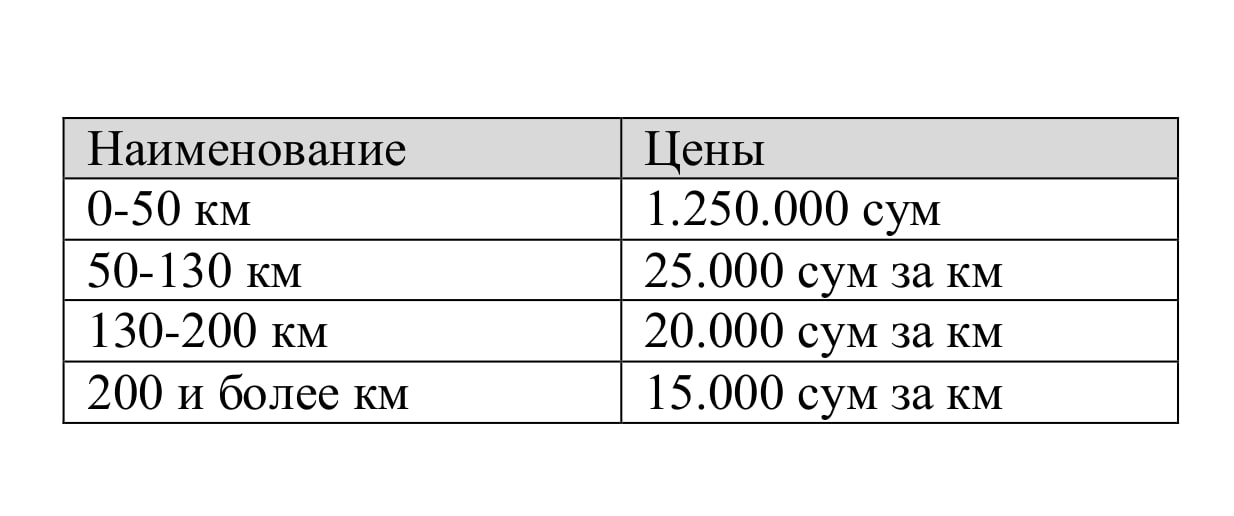 Наименование Цены
0-50 км 1.250.000 сум
50-130 км 25.000 сум за км
130-200 км 20.000 сум за км
200 и более км 15.000 сум за км